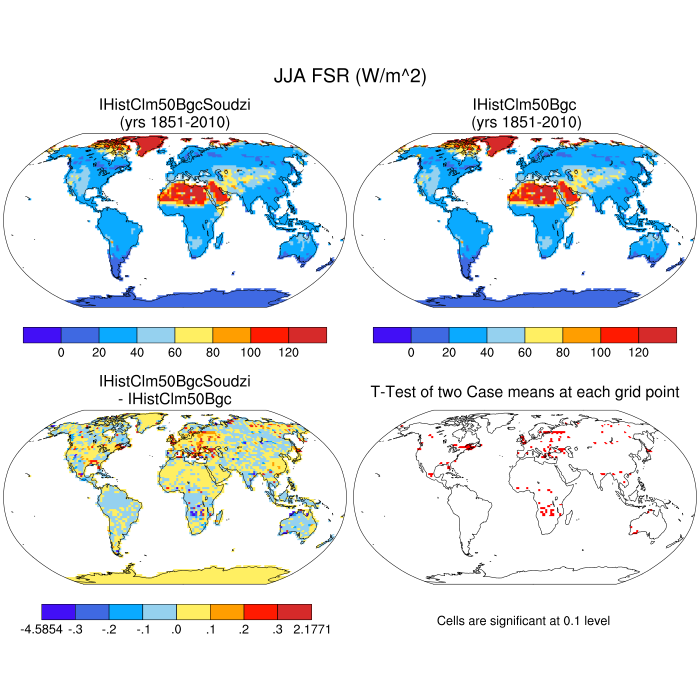 JJA FSR (W/m^2)
IHistClm50BgcSoudzi
(yrs 1851-2010)
IHistClm50Bgc
(yrs 1851-2010)
0 20 40 60 80 100 120
0 20 40 60 80 100 120
IHistClm50BgcSoudzi
- IHistClm50Bgc
T-Test of two Case means at each grid point
-4.5854 -.3 -.2 -.1 .0 .1 .2 .3 2.1771
Cells are significant at 0.1 level